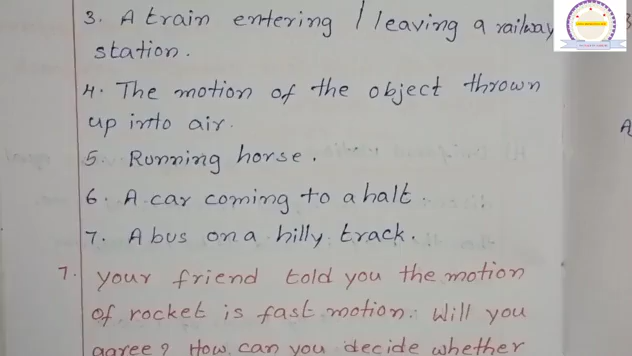 3. A train entering / leaving a railway
station.
4. The motion of the object thrown
up into air.
5. Running horse.
6. A car coming to a halt.
7. A bus on a hilly track.
7. your friend told you the motion
of rocket is fast motion. Will you
agree? How can you decide whether